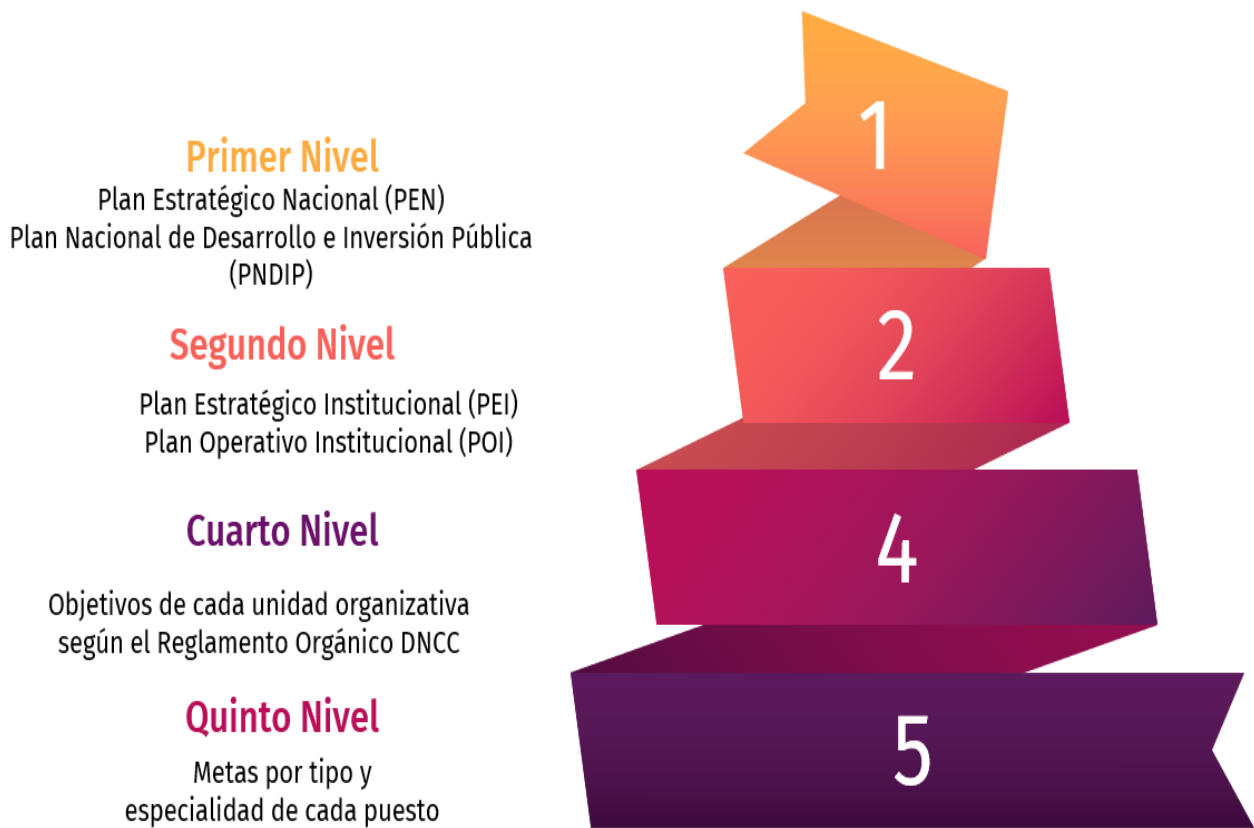 Primer Nivel
Plan Estratégico Nacional (PEN)
Plan Nacional de Desarrollo e Inversión Pública
(PNDIP)
Segundo Nivel
Plan Estratégico Institucional (PEI)
Plan Operativo Institucional (POI)
Cuarto Nivel
Objetivos de cada unidad organizativa
según el Reglamento Orgánico DNCC
Quinto Nivel
Metas por tipo y
especialidad de cada puesto
1
2
4
5